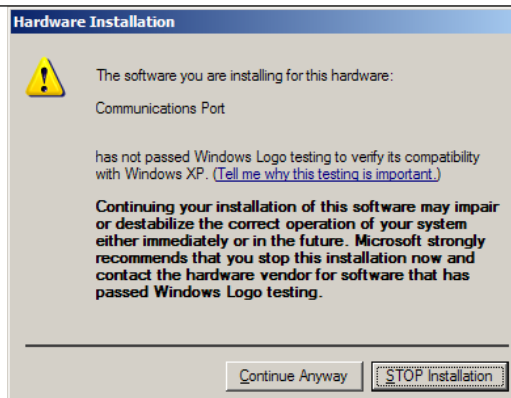 Hardware Installation
The software you are installing for this hardware:
Communications Port
has not passed Windows Logo testing to verify its compatibility
with Windows XP. (Tell me why this testing is important.)
Continuing your installation of this software may impair
or destabilize the correct operation of your system
either immediately or in the future. Microsoft strongly
recommends that you stop this installation now and
contact the hardware vendor for software that has
passed Windows Logo testing.
Continue Anyway
STOP Installation